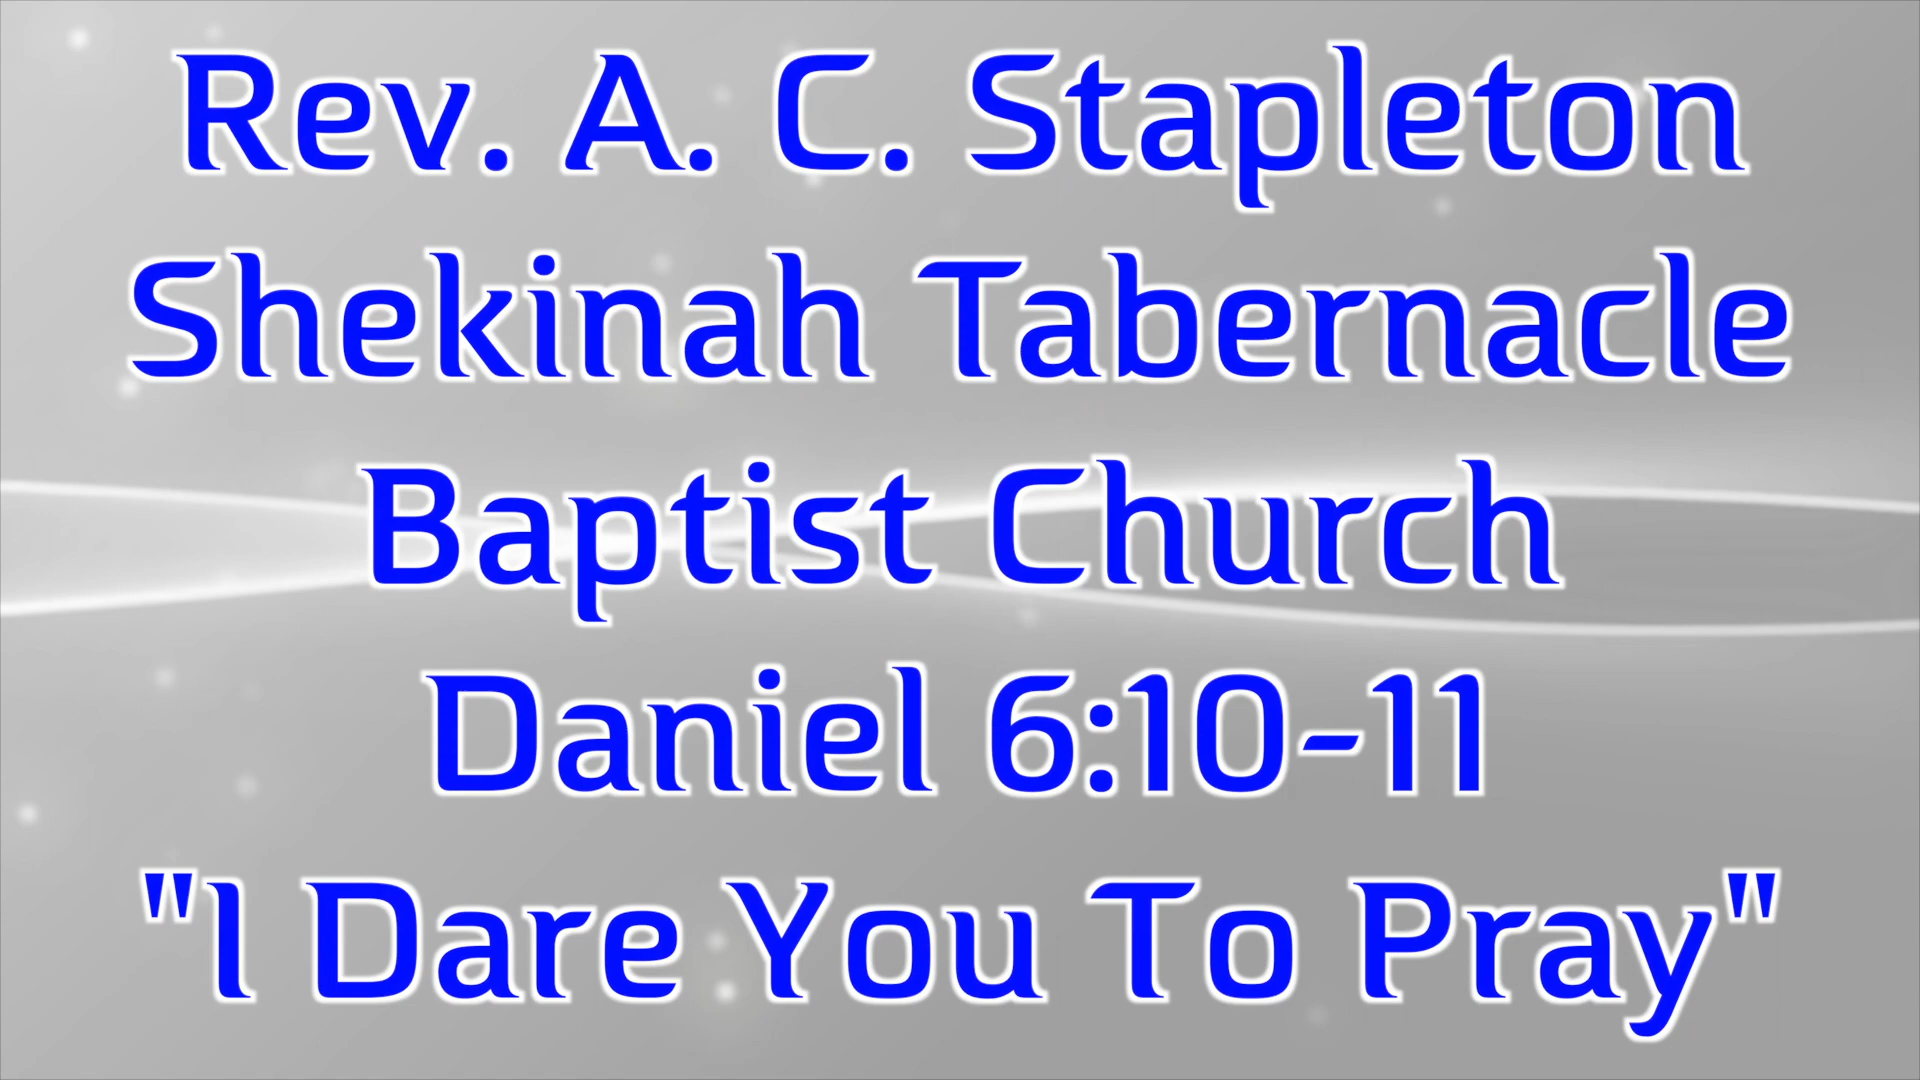 Rev. A. C. Stapleton
Shekinah Tabernacle
Baptist Church
Daniel 6:10-11
"I Dare You To Pray"